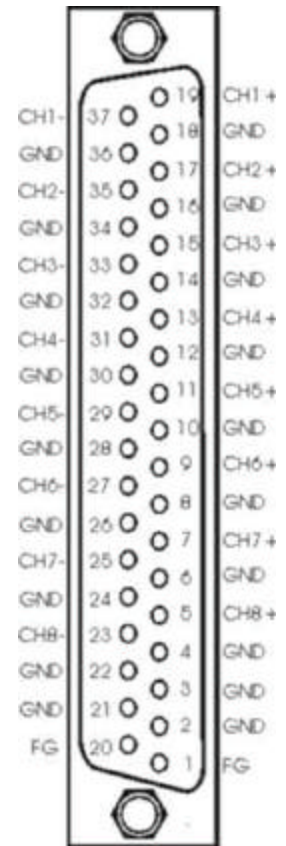 19 CH1+
CH1- 37
18 GND
GND 36
17 CH2+
CH2- 35
16 GND
GND 34
15 CH3+
CH3- 33
14 GND
GND 32
13 CH4+
CH4- 31
12 GND
GND 30
11 CH5+
CH5- 29
10 GND
GND 28
9 CH6+
CH6- 27
8 GND
GND 26
7 CH7+
CH7- 25
6 GND
GND 24
5 CH8+
CH8- 23
4 GND
GND 22
3 GND
GND 21
2 GND
FG 20
1 FG